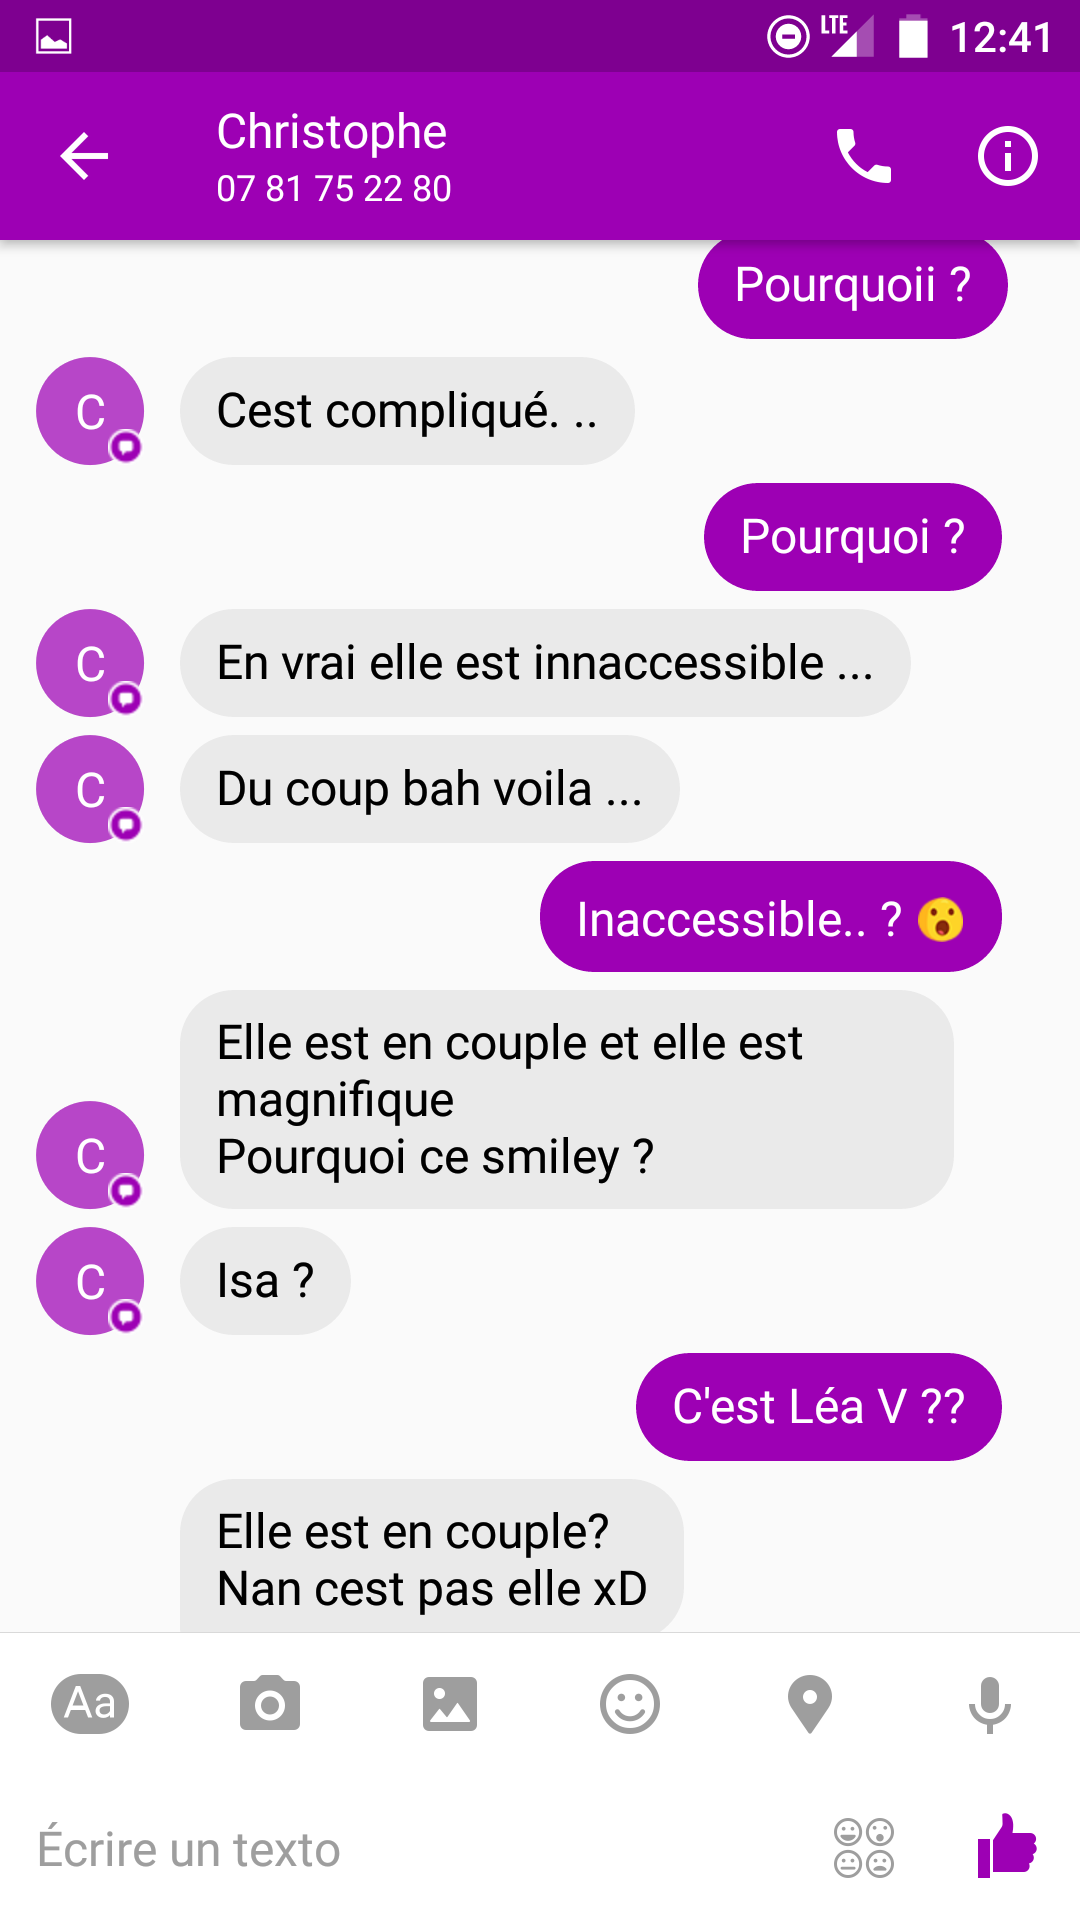 LTE 12:41
Christophe
07 81 75 22 80
Pourquoii ?
C
Cest compliqué. ..
Pourquoi ?
C
En vrai elle est innaccessible ...
C
Du coup bah voila ...
Inaccessible.. ? 😮
Elle est en couple et elle est
magnifique
Pourquoi ce smiley ?
C
C
Isa ?
C'est Léa V ??
Elle est en couple?
Nan cest pas elle xD
Aa
Écrire un texto